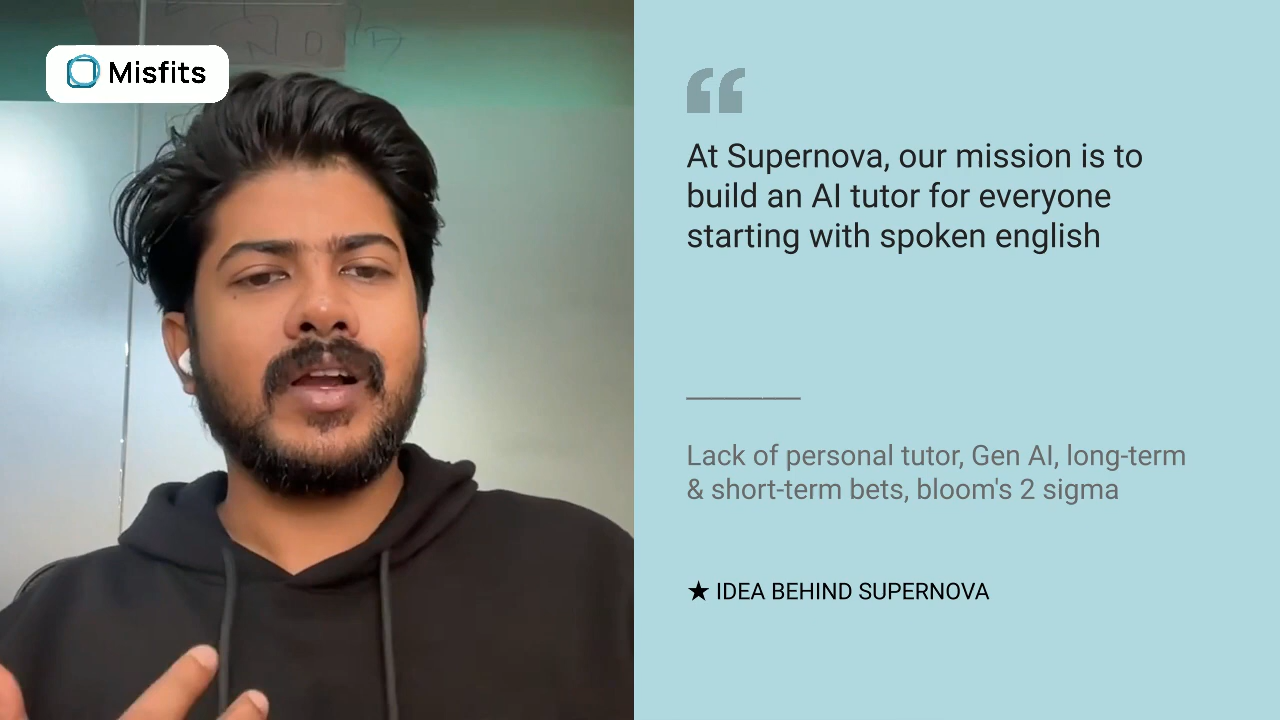 Misfits
“
At Supernova, our mission is to
build an AI tutor for everyone
starting with spoken english
Lack of personal tutor, Gen AI, long-term
& short-term bets, bloom's 2 sigma
★ IDEA BEHIND SUPERNOVA